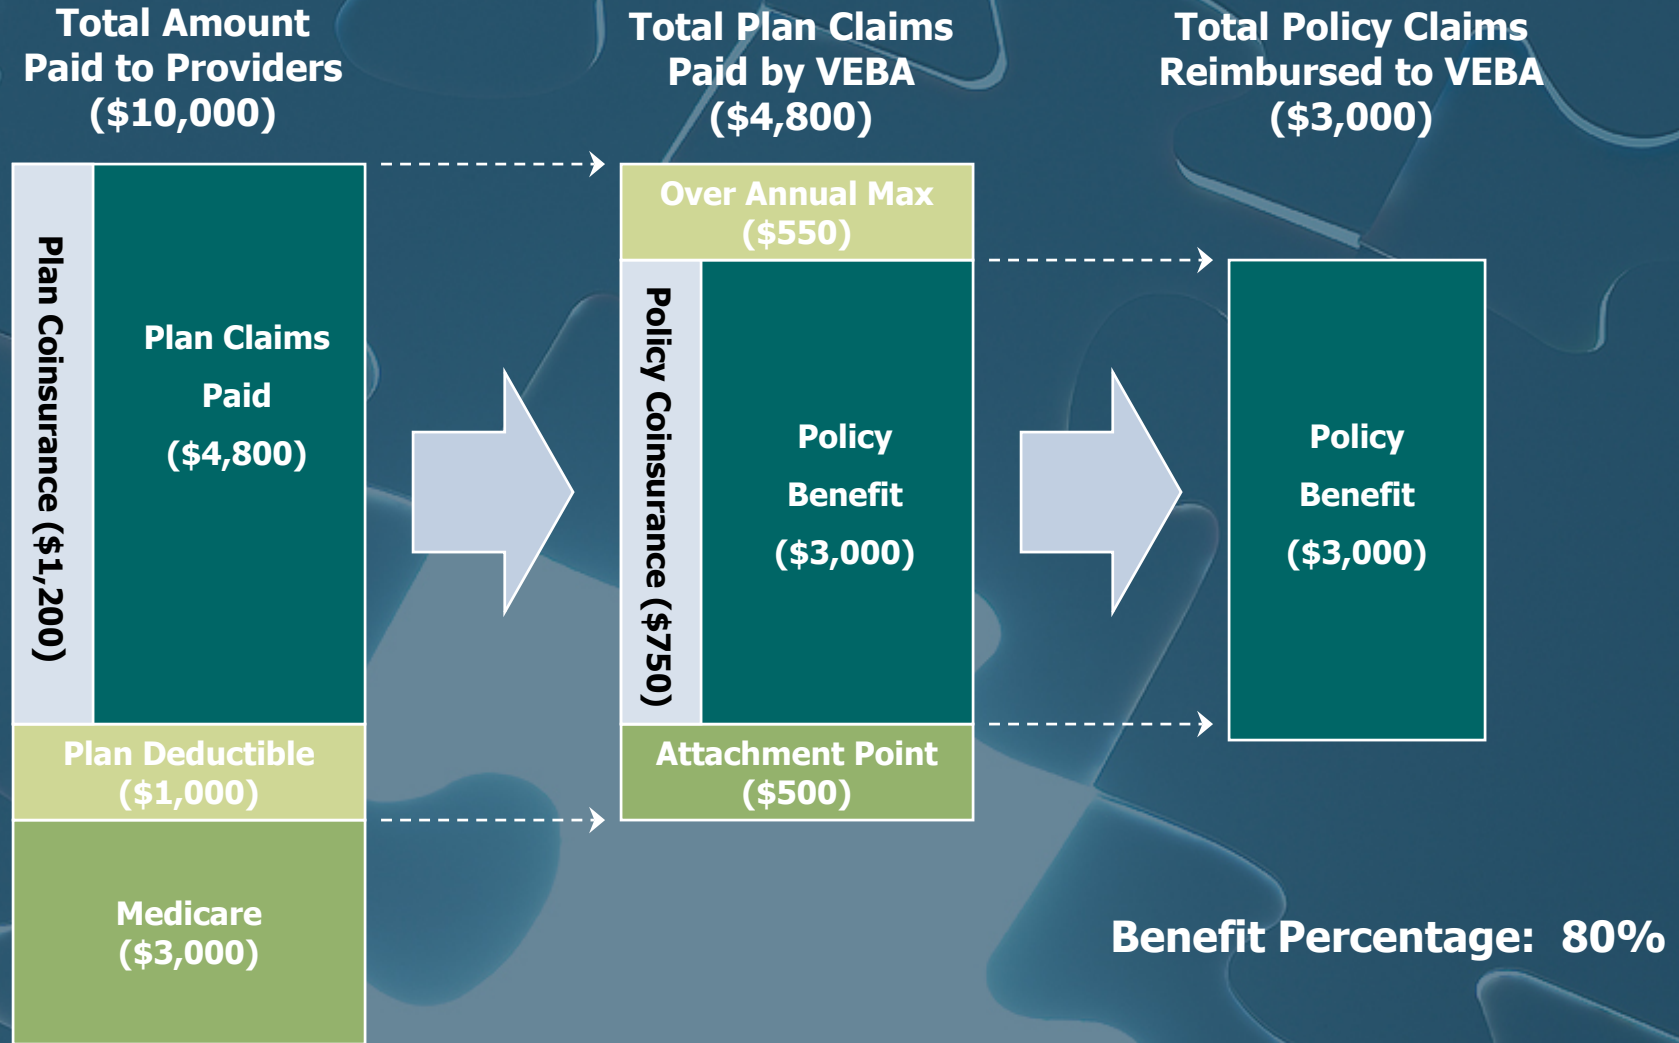 Total Amount
Paid to Providers
($10,000)
Plan Coinsurance ($1,200)
Plan Claims
Paid
($4,800)
Plan Deductible
($1,000)
Medicare
($3,000)
Total Plan Claims
Paid by VEBA
($4,800)
Over Annual Max
($550)
Policy Coinsurance ($750)
Policy
Benefit
($3,000)
Attachment Point
($500)
Total Policy Claims
Reimbursed to VEBA
($3,000)
Policy
Benefit
($3,000)
Benefit Percentage: 80%